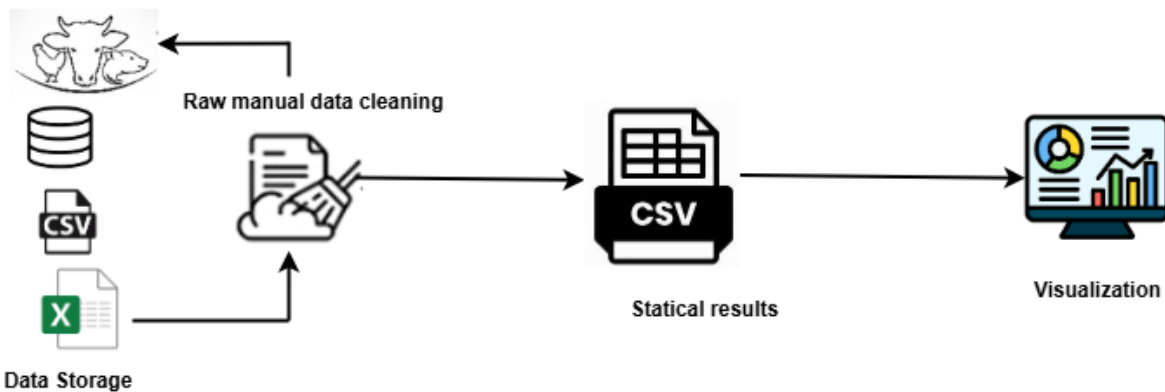 Raw manual data cleaning
CSV
CSV
X
Statical results
Visualization
Data Storage